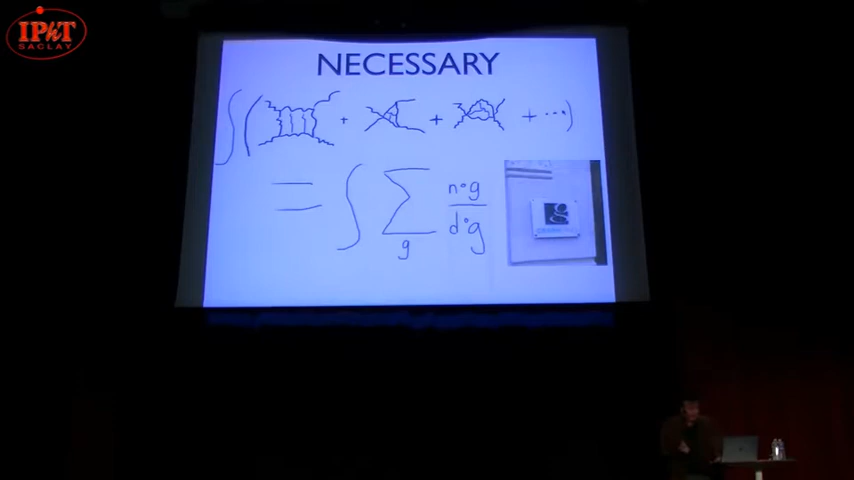 IPhT
SACLAY
NECESSARY
∫ ( + + + ... )
= ∫ ∑ n∘g / d∘g
g